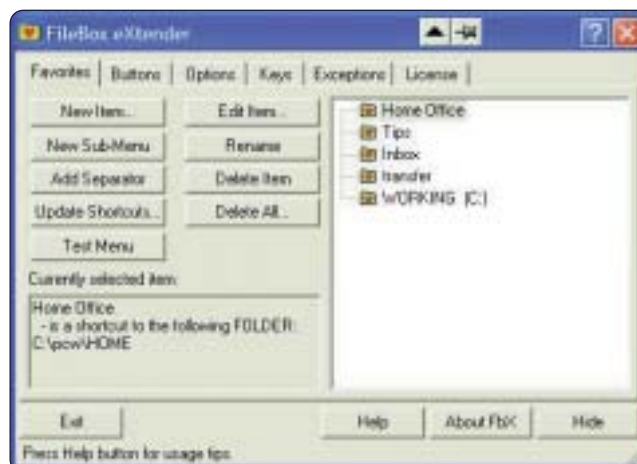 FileBox eXtender
Favorites Buttons Options Keys Exceptions License
New Item... Edit Item...
New Sub-Menu Rename
Add Separator Delete Item
Update Shortcuts... Delete All...
Test Menu
Home Office
Tips
Inbox
transfer
WORKING (C:)
Currently selected item:
Home Office
- is a shortcut to the following FOLDER:
C:\pcw\HOME
Exit Help About FbX Hide
Press Help button for usage tips